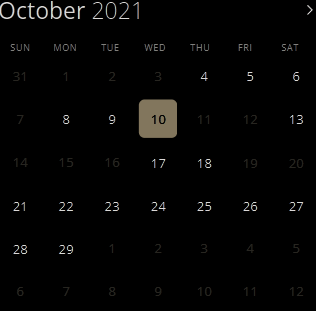 October 2021
SUN MON TUE WED THU FRI SAT
31 1 2 3 4 5 6
7 8 9 10 11 12 13
14 15 16 17 18 19 20
21 22 23 24 25 26 27
28 29 1 2 3 4 5
6 7 8 9 10 11 12